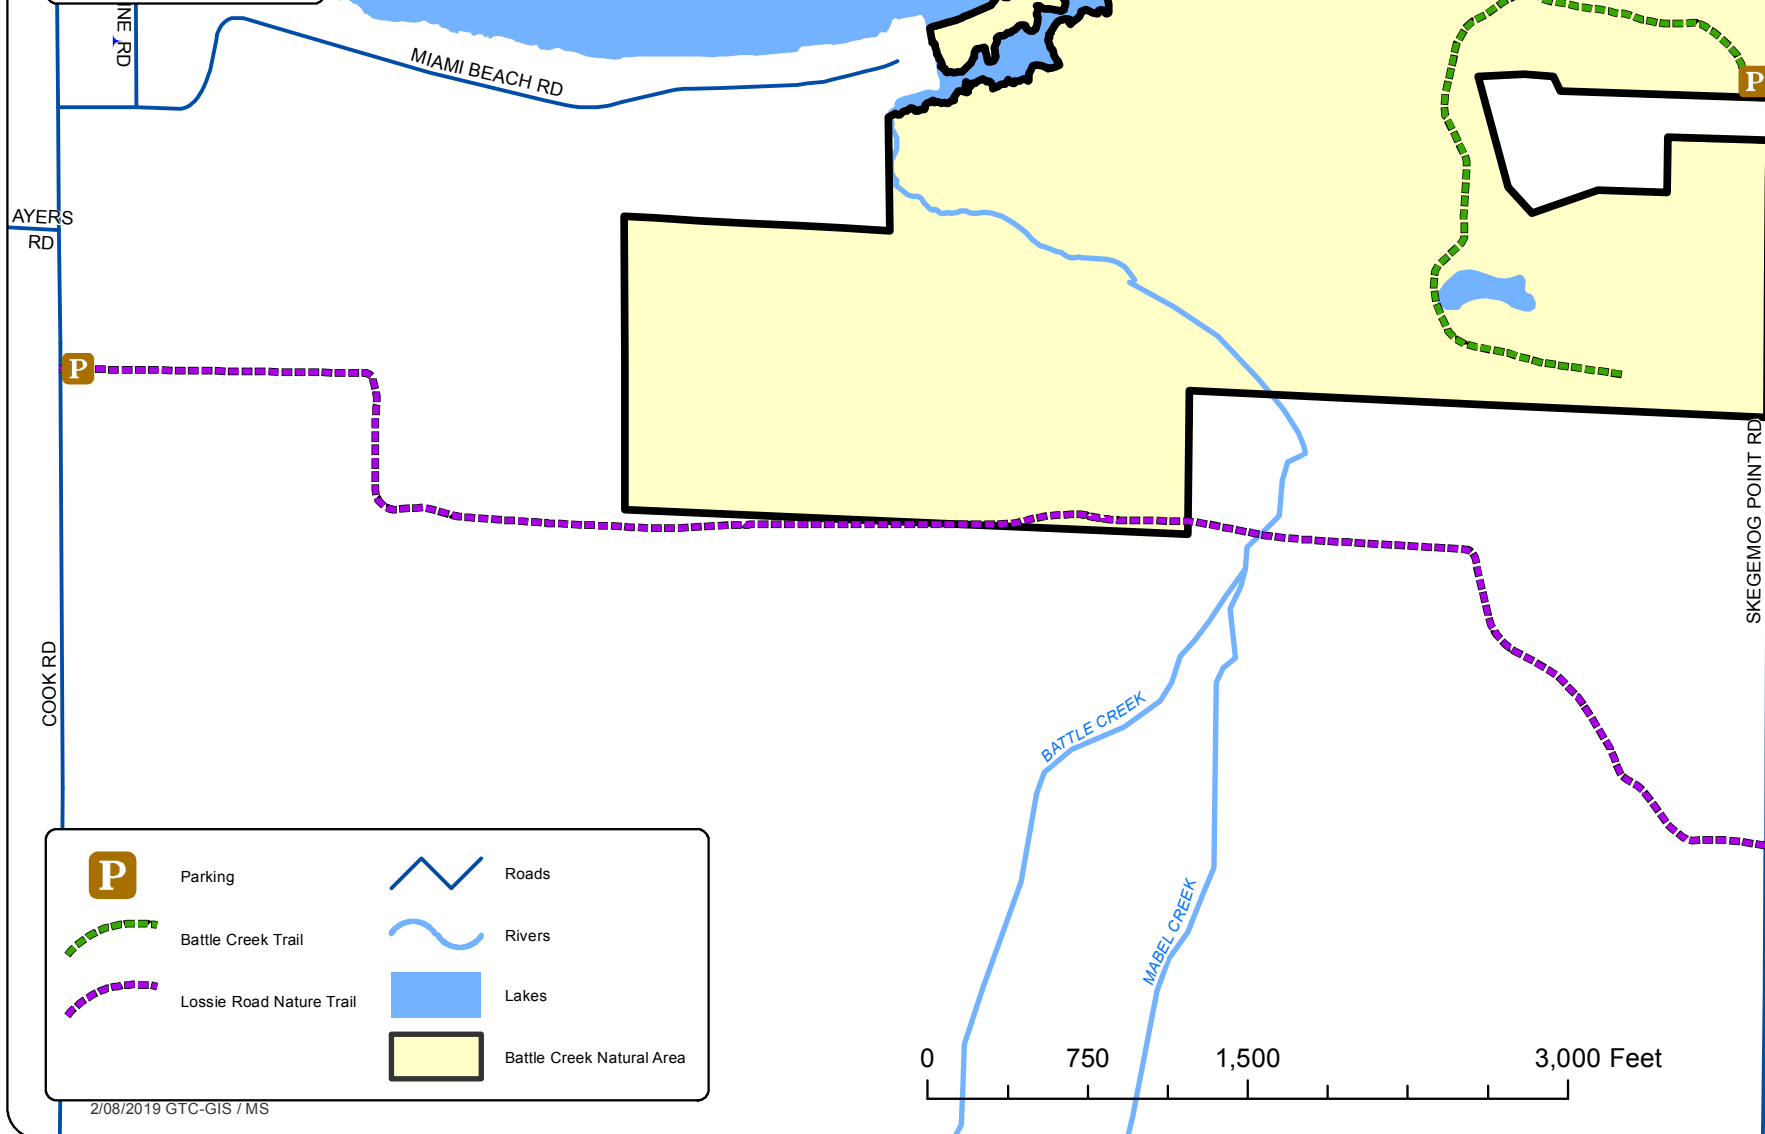 NE RD
MIAMI BEACH RD
P
AYERS
RD
P
SKEGEMOG POINT RD
COOK RD
BATTLE CREEK
MABEL CREEK
P
Parking
Roads
Battle Creek Trail
Rivers
Lossie Road Nature Trail
Lakes
Battle Creek Natural Area
0 750 1,500 3,000 Feet
2/08/2019 GTC-GIS / MS